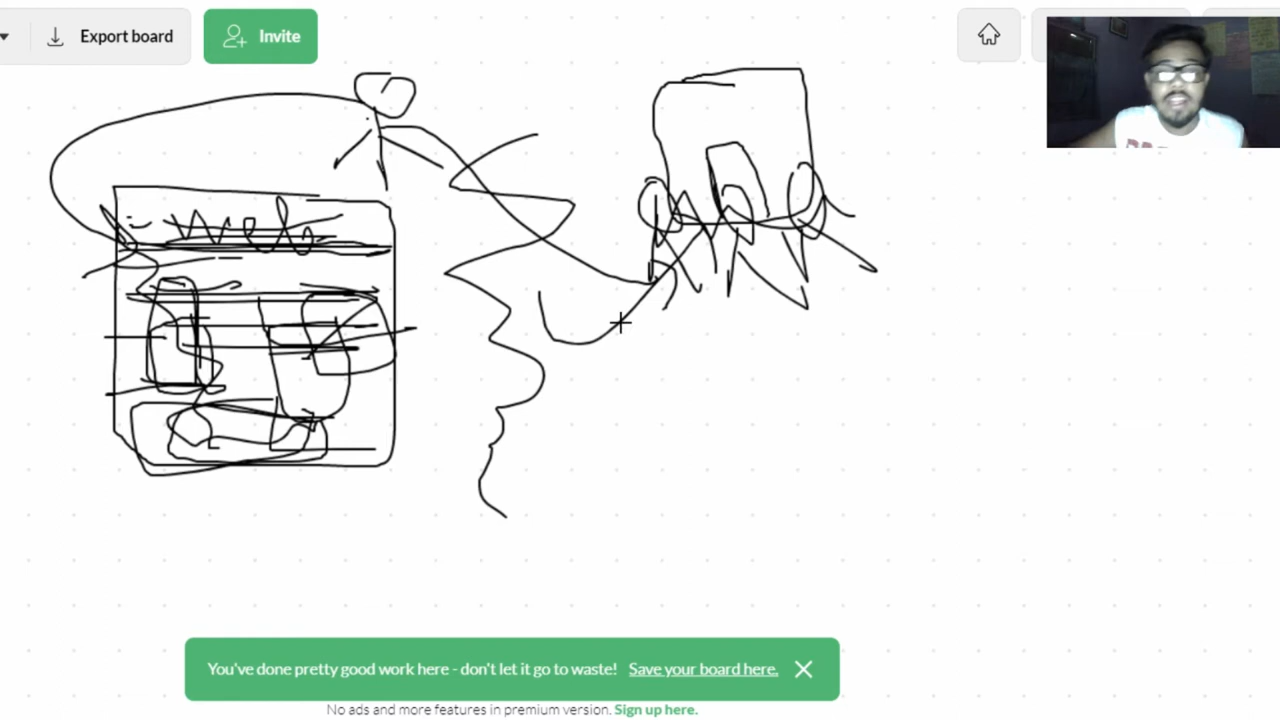 Export board
Invite
You've done pretty good work here - don't let it go to waste! Save your board here.
No ads and more features in premium version. Sign up here.